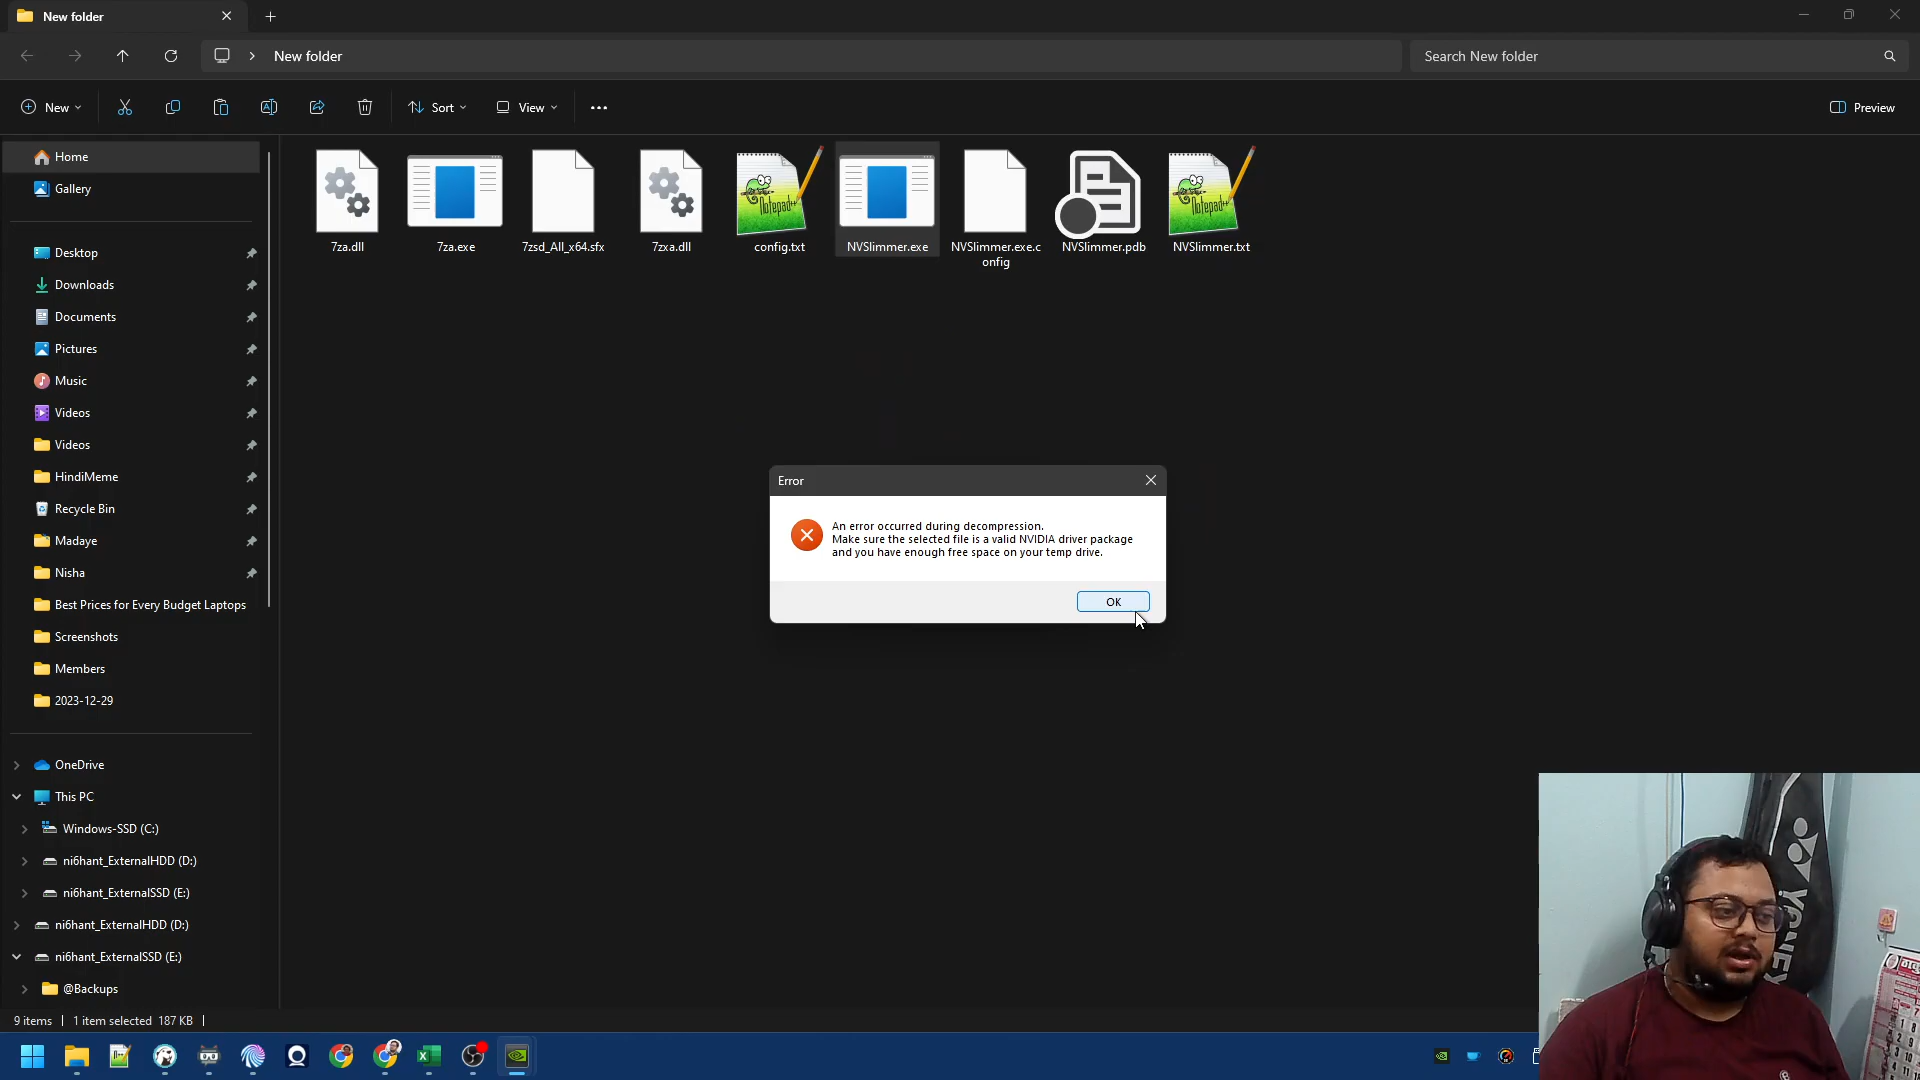 New folder
New folder
Search New folder
New
Sort
View
Preview
Home
Gallery
Desktop
Downloads
Documents
Pictures
Music
Videos
Videos
HindiMeme
Recycle Bin
Madaye
Nisha
Best Prices for Every Budget Laptops
Screenshots
Members
2023-12-29
OneDrive
This PC
Windows-SSD (C:)
ni6hant_ExternalHDD (D:)
ni6hant_ExternalSSD (E:)
ni6hant_ExternalHDD (D:)
ni6hant_ExternalSSD (E:)
@Backups
7za.dll
7za.exe
7zsd_All_x64.sfx
7zxa.dll
Notepad++
config.txt
NVSlimmer.exe
NVSlimmer.exe.c
onfig
NVSlimmer.pdb
Notepad++
NVSlimmer.txt
Error
An error occurred during decompression.
Make sure the selected file is a valid NVIDIA driver package
and you have enough free space on your temp drive.
OK
9 items
1 item selected 187 KB
YONEX